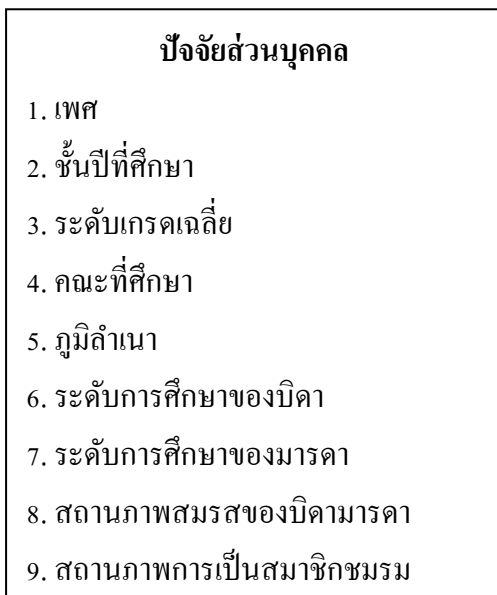 ปัจจัยส่วนบุคคล
1. เพศ
2. ชั้นปีที่ศึกษา
3. ระดับเกรดเฉลี่ย
4. คณะที่ศึกษา
5. ภูมิลำเนา
6. ระดับการศึกษาของบิดา
7. ระดับการศึกษาของมารดา
8. สถานภาพสมรสของบิดามารดา
9. สถานภาพการเป็นสมาชิกชมรม